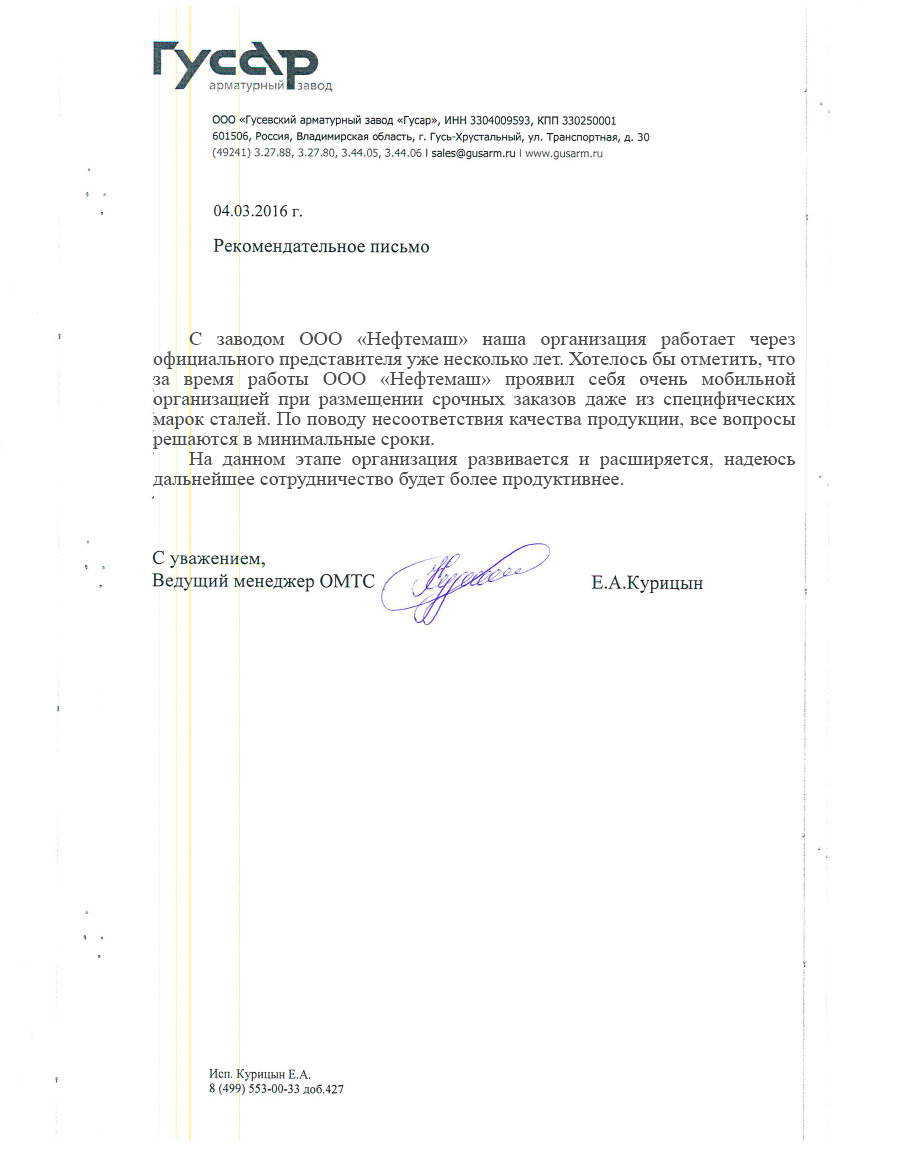 Гусар
арматурный завод
ООО «Гусевский арматурный завод «Гусар», ИНН 3304009593, КПП 330250001
601506, Россия, Владимирская область, г. Гусь-Хрустальный, ул. Транспортная, д. 30
(49241) 3.27.88, 3.27.80, 3.44.05, 3.44.06 I sales@gusarm.ru I www.gusarm.ru
04.03.2016 г.
Рекомендательное письмо
С заводом ООО «Нефтемаш» наша организация работает через
официального представителя уже несколько лет. Хотелось бы отметить, что
за время работы ООО «Нефтемаш» проявил себя очень мобильной
организацией при размещении срочных заказов даже из специфических
марок сталей. По поводу несоответствия качества продукции, все вопросы
решаются в минимальные сроки.
На данном этапе организация развивается и расширяется, надеюсь
дальнейшее сотрудничество будет более продуктивнее.
С уважением,
Ведущий менеджер ОМТС Е.А.Курицын
Исп. Курицын Е.А.
8 (499) 553-00-33 доб.427